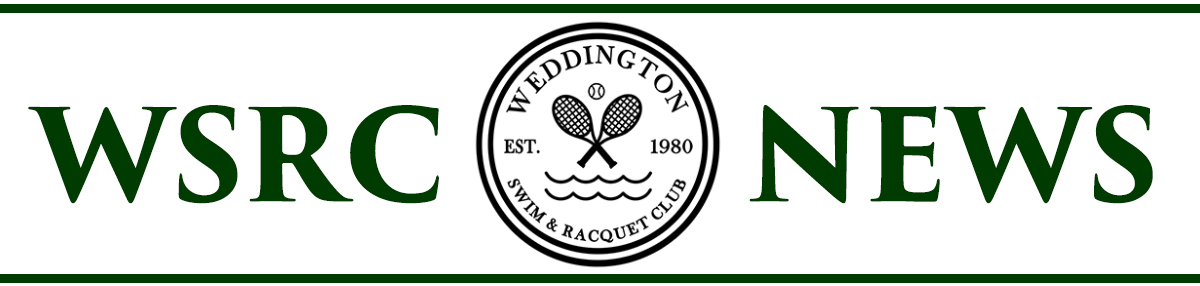 WSRC
WEDDINGTON
EST. 1980
SWIM & RACQUET CLUB
NEWS